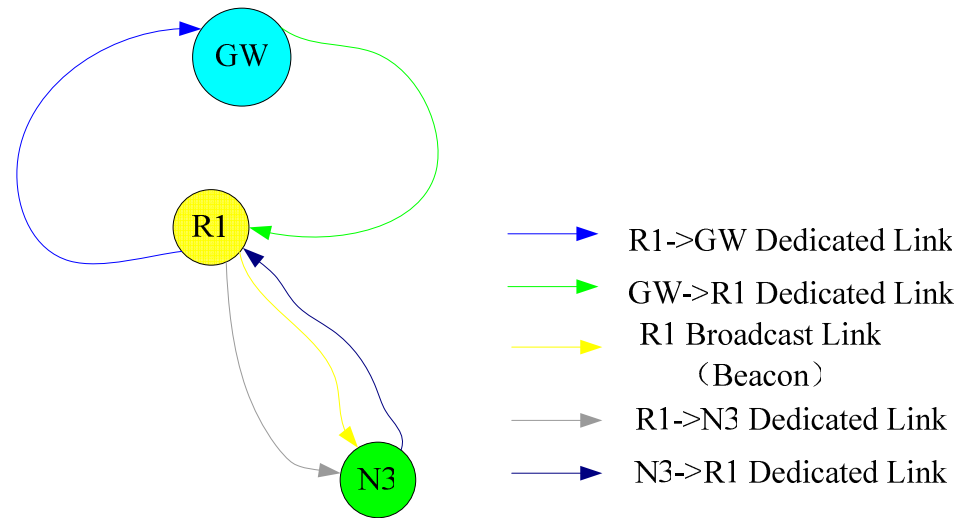 GW
R1
N3
R1->GW Dedicated Link
GW->R1 Dedicated Link
R1 Broadcast Link
（Beacon）
R1->N3 Dedicated Link
N3->R1 Dedicated Link